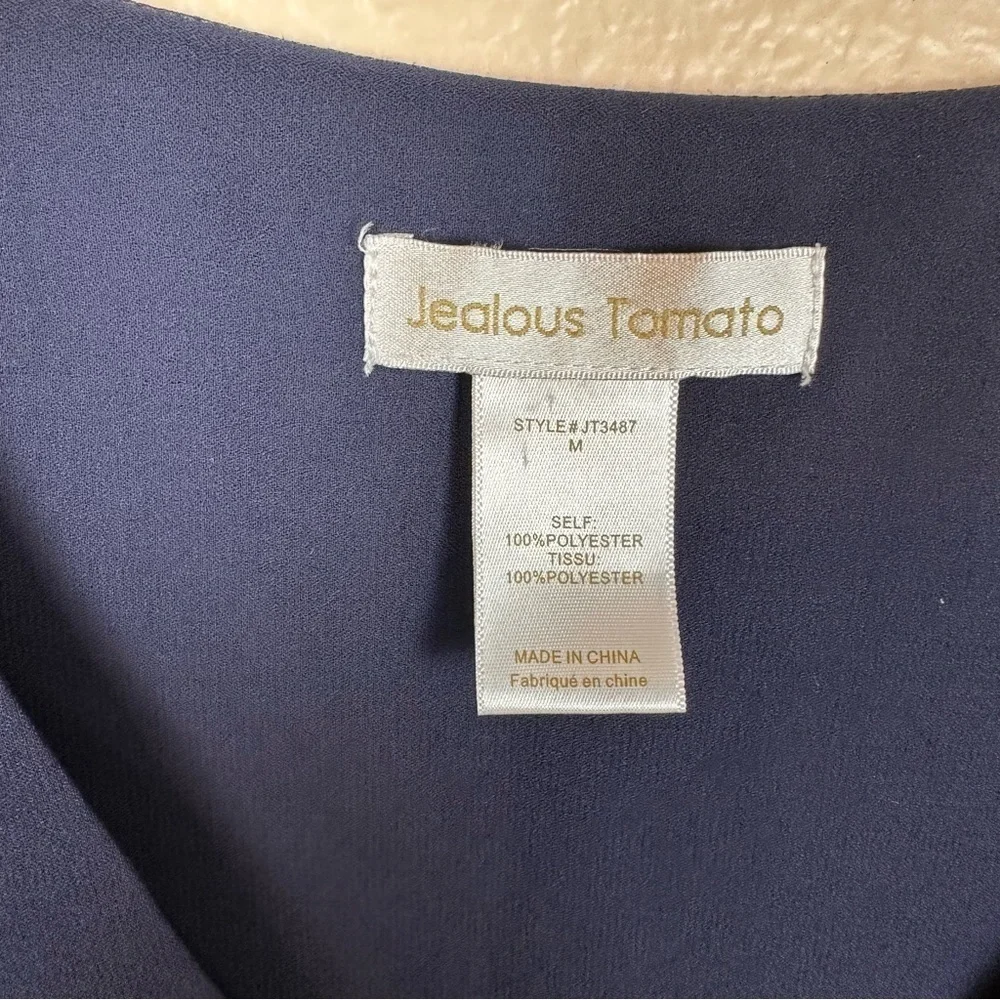 Jealous Tomato
STYLE# JT3487
M
SELF:
100%POLYESTER
TISSU:
100%POLYESTER
MADE IN CHINA
Fabriqué en chine